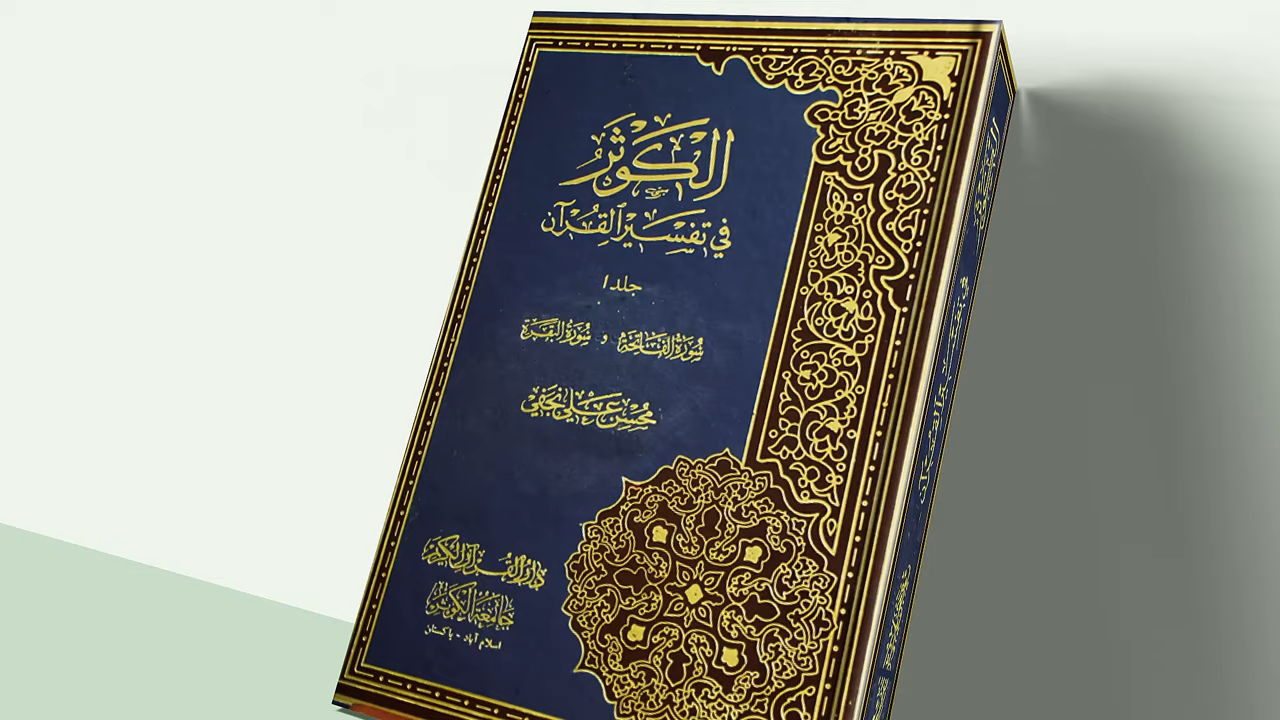 الكوثر
في تفسير القرآن
جلد ١
سورة الفاتحة و سورة البقرة
محسن علي نجفي
دار القرآن الكريم
جامعة الكوثر
اسلام آباد - پاکستان